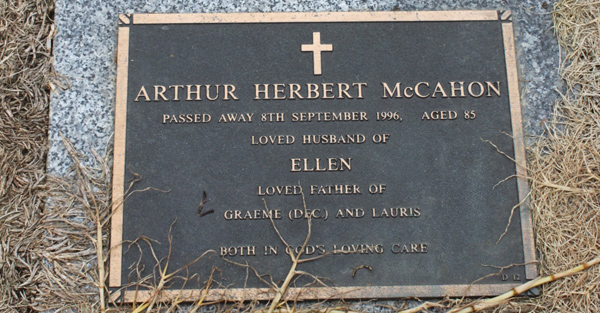 ARTHUR HERBERT McCAHON
PASSED AWAY 8TH SEPTEMBER 1996, AGED 85
LOVED HUSBAND OF
ELLEN
LOVED FATHER OF
GRAEME (DEC.) AND LAURIS
BOTH IN GOD'S LOVING CARE
D 12